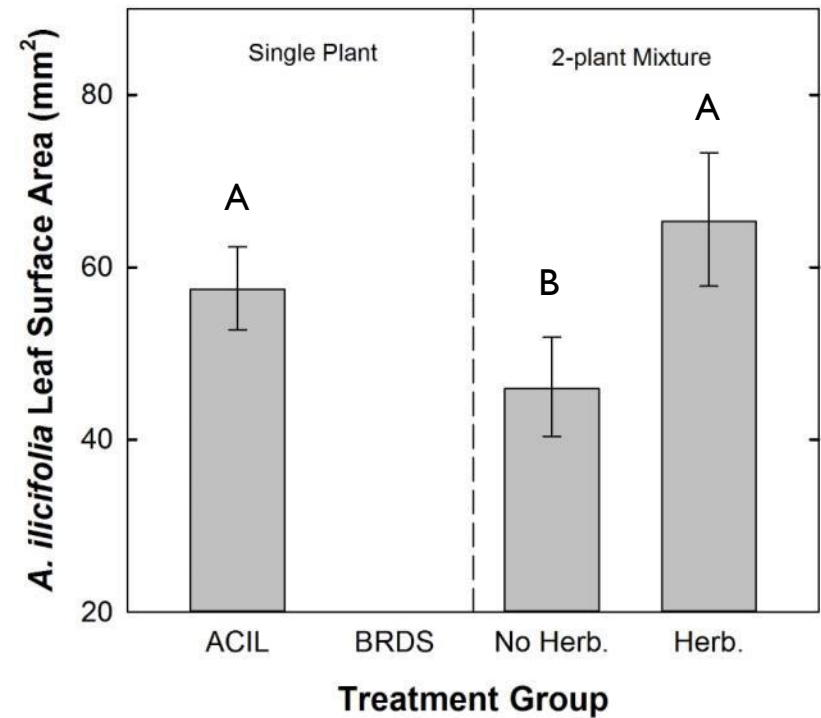 A. ilicifolia Leaf Surface Area (mm²)
80
60
40
20
Single Plant
2-plant Mixture
A
B
A
ACIL
BRDS
No Herb.
Herb.
Treatment Group